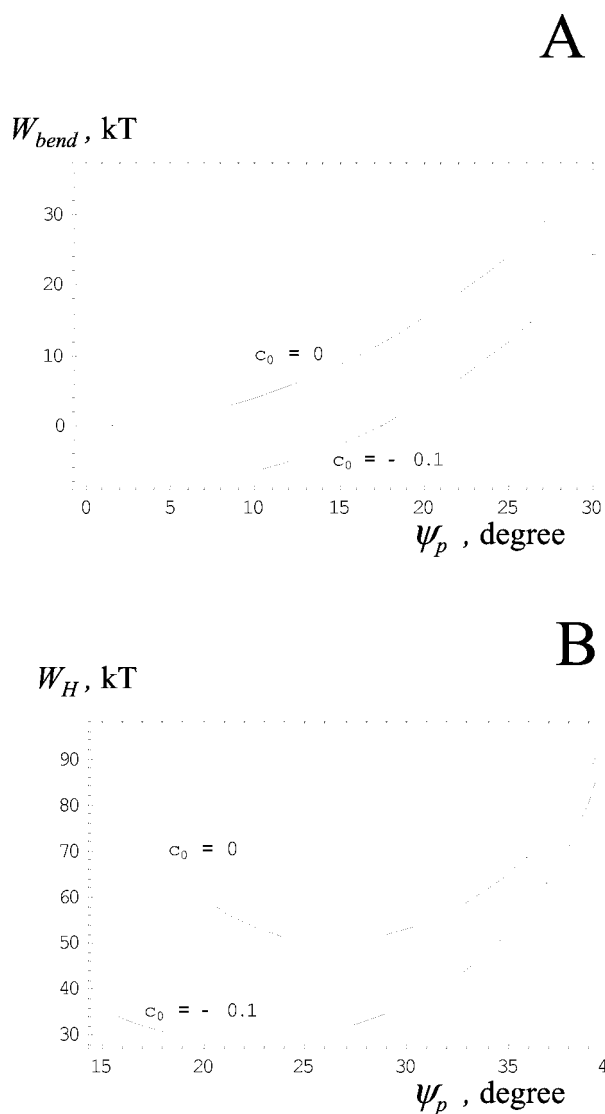 A
W_bend, kT
30
20
10
0
c₀ = 0
c₀ = - 0.1
0 5 10 15 20 25 30
ψ_p , degree
B
W_H, kT
90
80
70
60
50
40
30
c₀ = 0
c₀ = - 0.1
15 20 25 30 35 4
ψ_p , degree